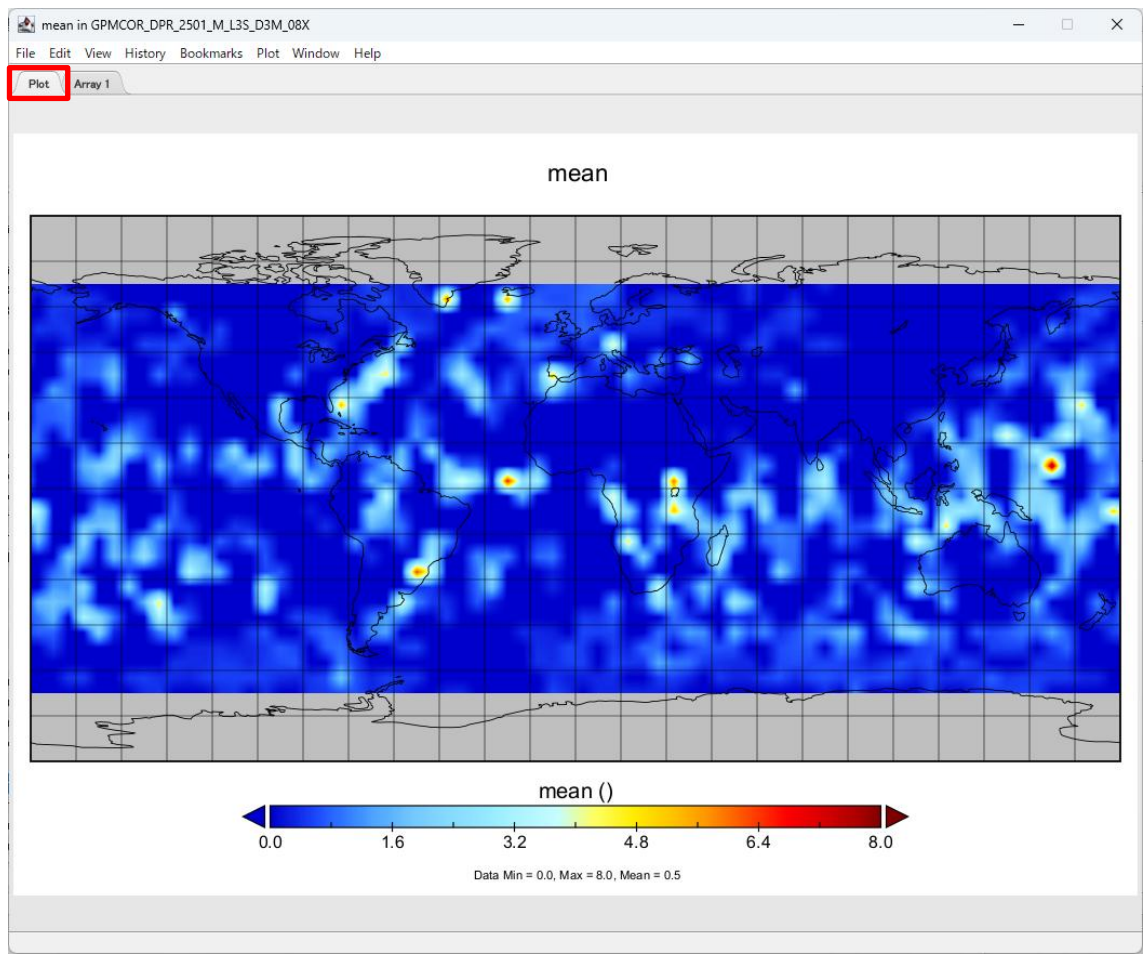 mean in GPMCOR_DPR_2501_M_L3S_D3M_08X
File Edit View History Bookmarks Plot Window Help
Plot Array 1
mean
mean ()
0.0 1.6 3.2 4.8 6.4 8.0
Data Min = 0.0, Max = 8.0, Mean = 0.5